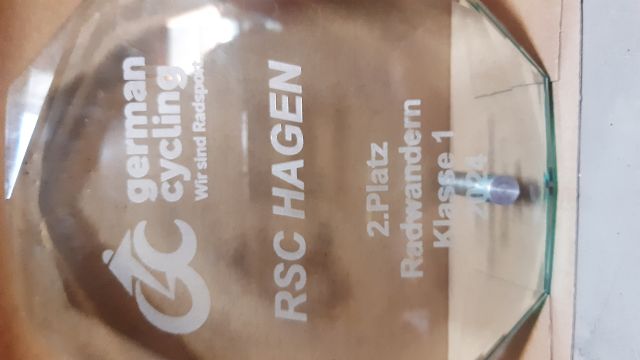 german
cycling
Wir sind Radsport
RSC HAGEN
2.Platz
Radwandern
Klasse 1
2024